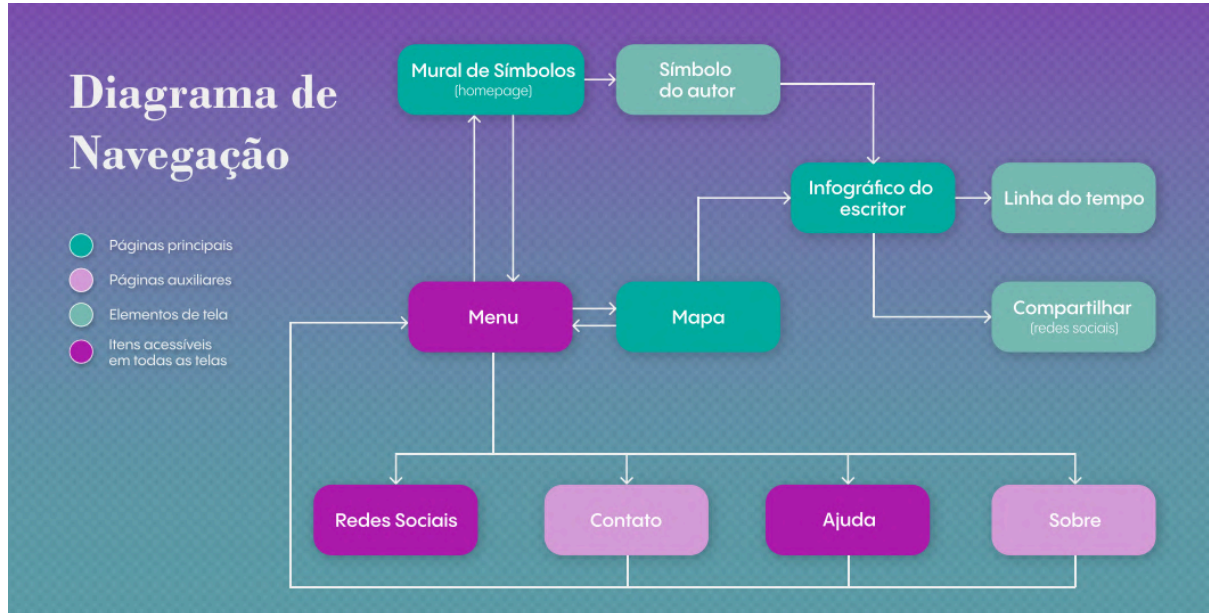 Diagrama de
Navegação
Páginas principais
Páginas auxiliares
Elementos de tela
Itens acessíveis
em todas as telas
Mural de Símbolos
(homepage)
Símbolo
do autor
Infográfico do
escritor
Linha do tempo
Menu
Mapa
Compartilhar
(redes sociais)
Redes Sociais
Contato
Ajuda
Sobre